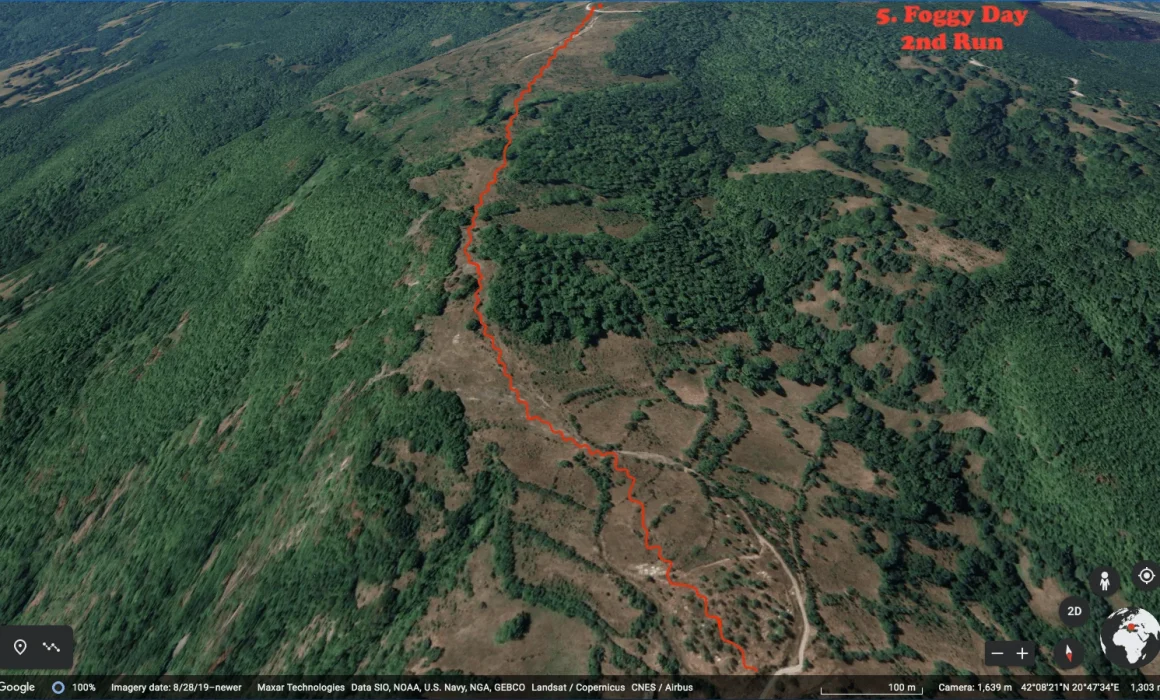 5. Foggy Day
2nd Run
2D
Google
100%
Imagery date: 8/28/19–newer
Maxar Technologies
Data SIO, NOAA, U.S. Navy, NGA, GEBCO
Landsat / Copernicus
CNES / Airbus
100 m
Camera: 1,639 m
42°08'21"N 20°47'34"E
1,303 m